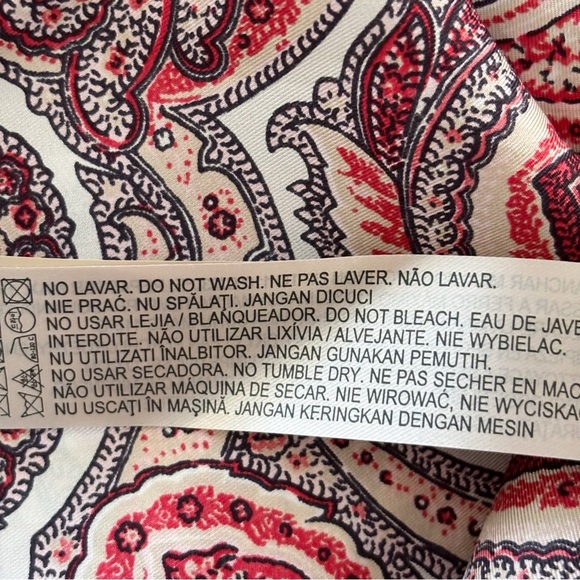 NO LAVAR. DO NOT WASH. NE PAS LAVER. NÃO LAVAR.
NIE PRAĆ. NU SPĂLAȚI. JANGAN DICUCI
NO USAR LEJIA / BLANQUEADOR. DO NOT BLEACH. EAU DE JAVE
INTERDITE. NÃO UTILIZAR LIXÍVIA / ALVEJANTE. NIE WYBIELAC.
NU UTILIZATI ÎNALBITOR. JANGAN GUNAKAN PEMUTIH.
NO USAR SECADORA. NO TUMBLE DRY. NE PAS SECHER EN MAC
NÃO UTILIZAR MÁQUINA DE SECAR. NIE WIROWAĆ, NIE WYCISKA
NU USCAȚI ÎN MAȘINĂ. JANGAN KERINGKAN DENGAN MESIN